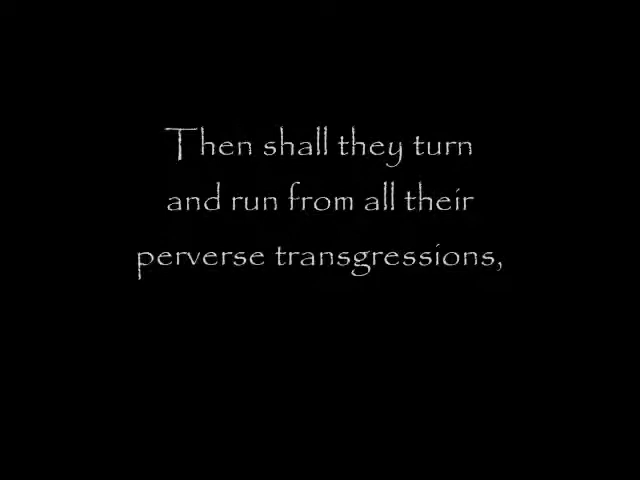 Then shall they turn
and run from all their
perverse transgressions,